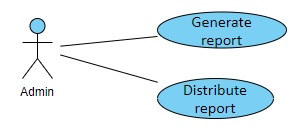 Generate
report
Admin
Distribute
report